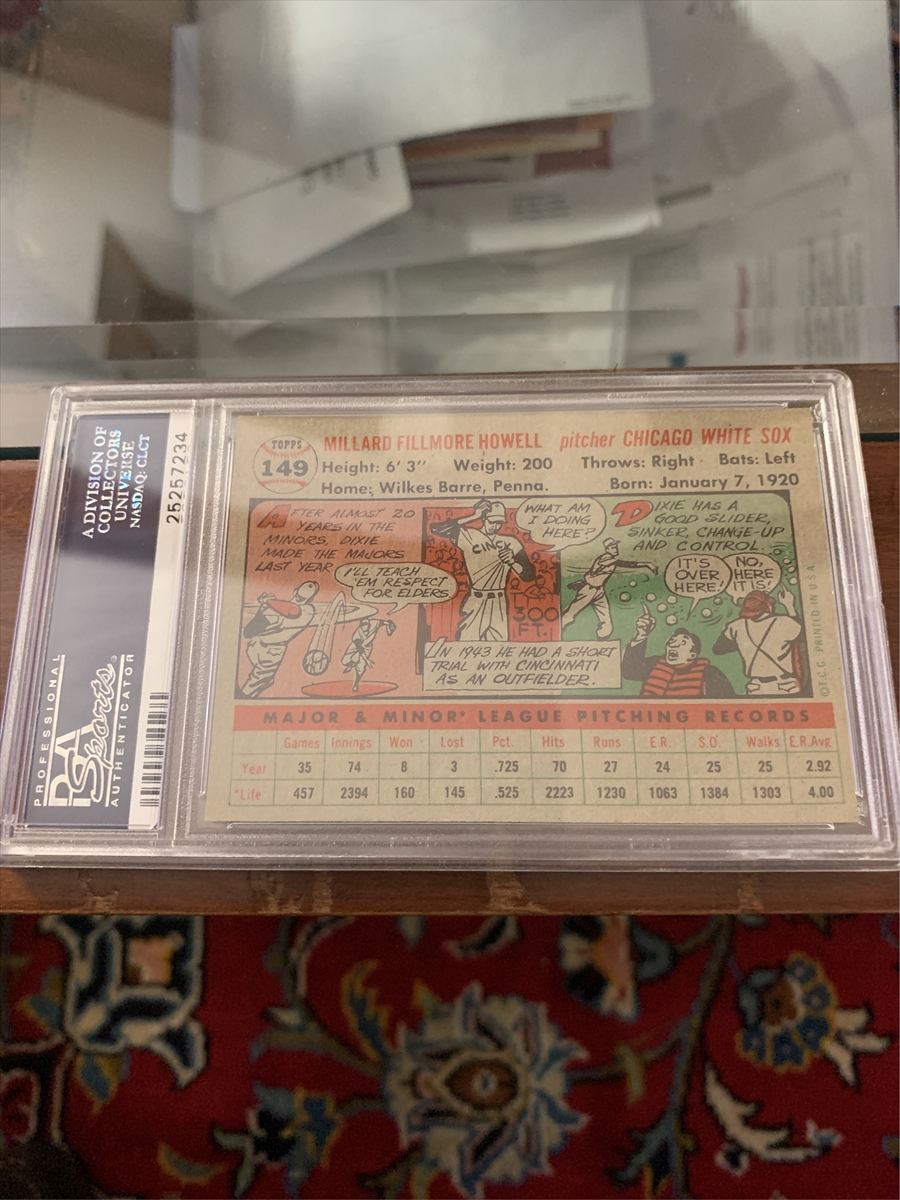 A DIVISION OF
COLLECTORS
UNIVERSE
NASDAQ: CLCT
25257234
PROFESSIONAL
PSA
Sports
AUTHENTICATOR
TOPPS
149
MILLARD FILLMORE HOWELL pitcher CHICAGO WHITE SOX
Height: 6' 3" Weight: 200 Throws: Right Bats: Left
Home: Wilkes Barre, Penna. Born: January 7, 1920
AFTER ALMOST 20
YEARS IN THE
MINORS, DIXIE
MADE THE MAJORS
LAST YEAR
I'LL TEACH
'EM RESPECT
FOR ELDERS
WHAT AM
I DOING
HERE?
CINCI
300
FT.
IN 1943 HE HAD A SHORT
TRIAL WITH CINCINNATI
AS AN OUTFIELDER.
DIXIE HAS A
GOOD SLIDER,
SINKER, CHANGE-UP
AND CONTROL.
IT'S
OVER
HERE!
NO,
HERE
IT IS!
©T.C.G. PRINTED IN U.S.A.
MAJOR & MINOR* LEAGUE PITCHING RECORDS
Games Innings Won Lost Pct. Hits Runs E.R. S.O. Walks E.R.Avg
Year 35 74 8 3 .725 70 27 24 25 25 2.92
*Life 457 2394 160 145 .525 2223 1230 1063 1384 1303 4.00